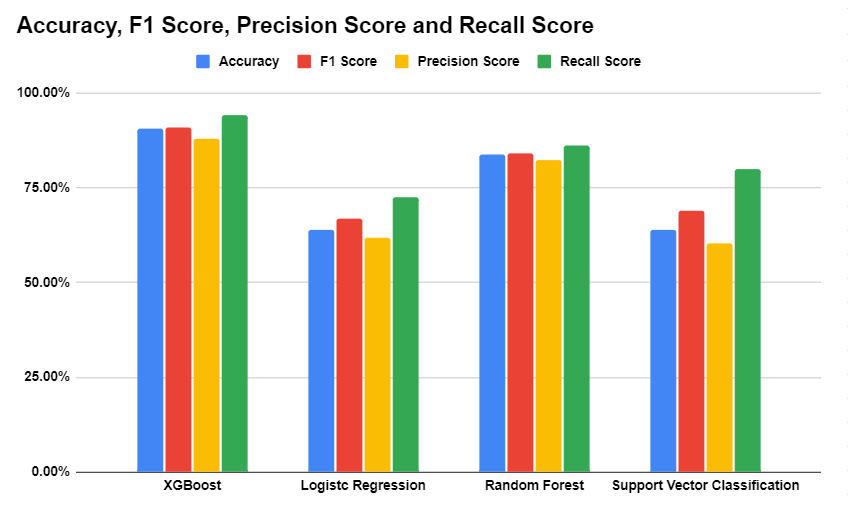 Accuracy, F1 Score, Precision Score and Recall Score
Accuracy F1 Score Precision Score Recall Score
100.00%
75.00%
50.00%
25.00%
0.00%
XGBoost Logistc Regression Random Forest Support Vector Classification